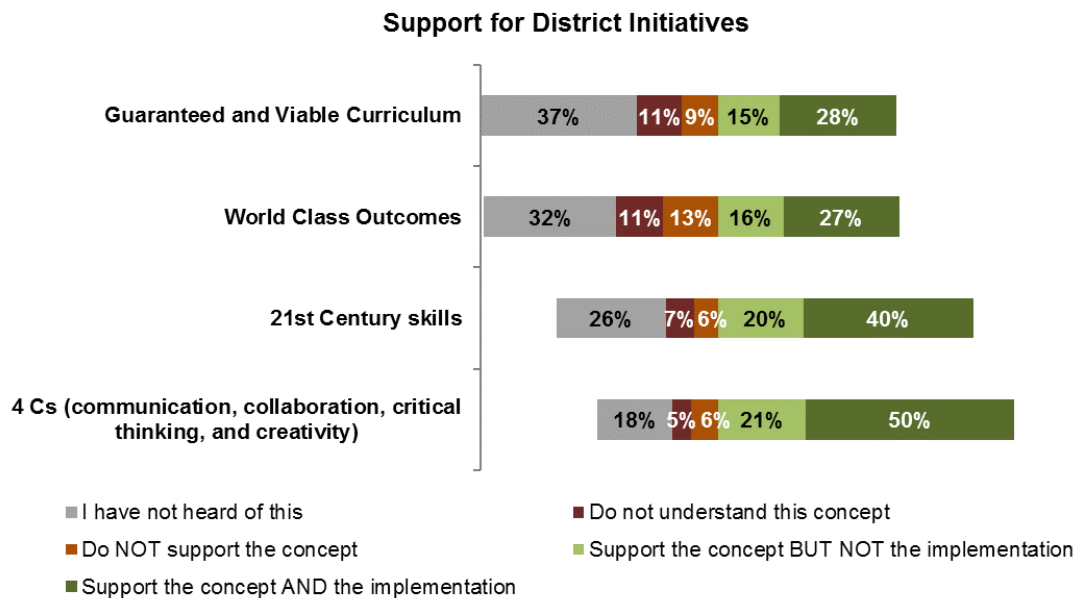 Support for District Initiatives
Guaranteed and Viable Curriculum
37% 11% 9% 15% 28%
World Class Outcomes
32% 11% 13% 16% 27%
21st Century skills
26% 7% 6% 20% 40%
4 Cs (communication, collaboration, critical
thinking, and creativity)
18% 5% 6% 21% 50%
I have not heard of this
Do not understand this concept
Do NOT support the concept
Support the concept BUT NOT the implementation
Support the concept AND the implementation